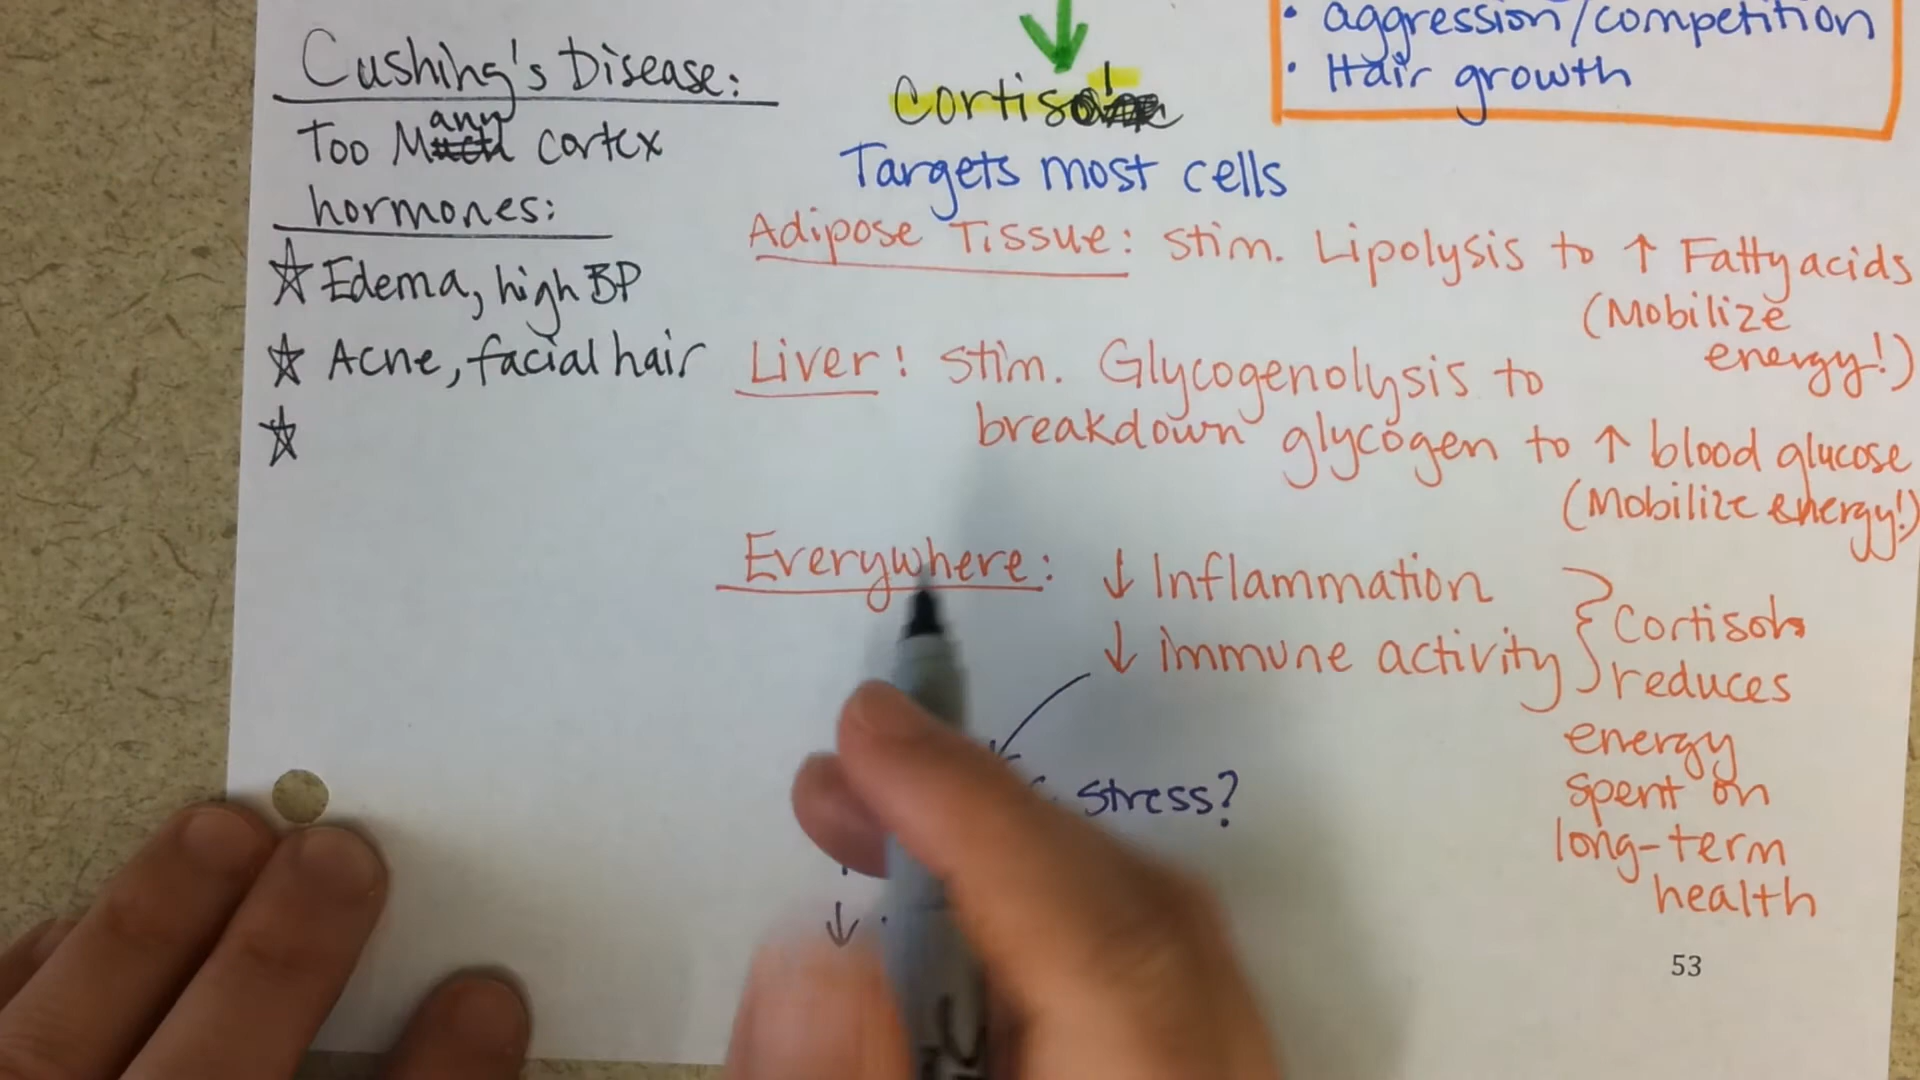 Cushing's Disease:
Too Many cortex
hormones:
☆ Edema, high BP
☆ Acne, facial hair
☆
Cortisol
Targets most cells
Adipose Tissue: stim. Lipolysis to ↑ Fatty acids
(Mobilize
energy!)
Liver: stim. Glycogenolysis to
breakdown glycogen to ↑ blood glucose
(Mobilize energy!)
Everywhere: ↓ Inflammation
↓ immune activity
} Cortisol
reduces
energy
spent on
long-term
health
stress?
↓
• aggression/competition
• Hair growth
53